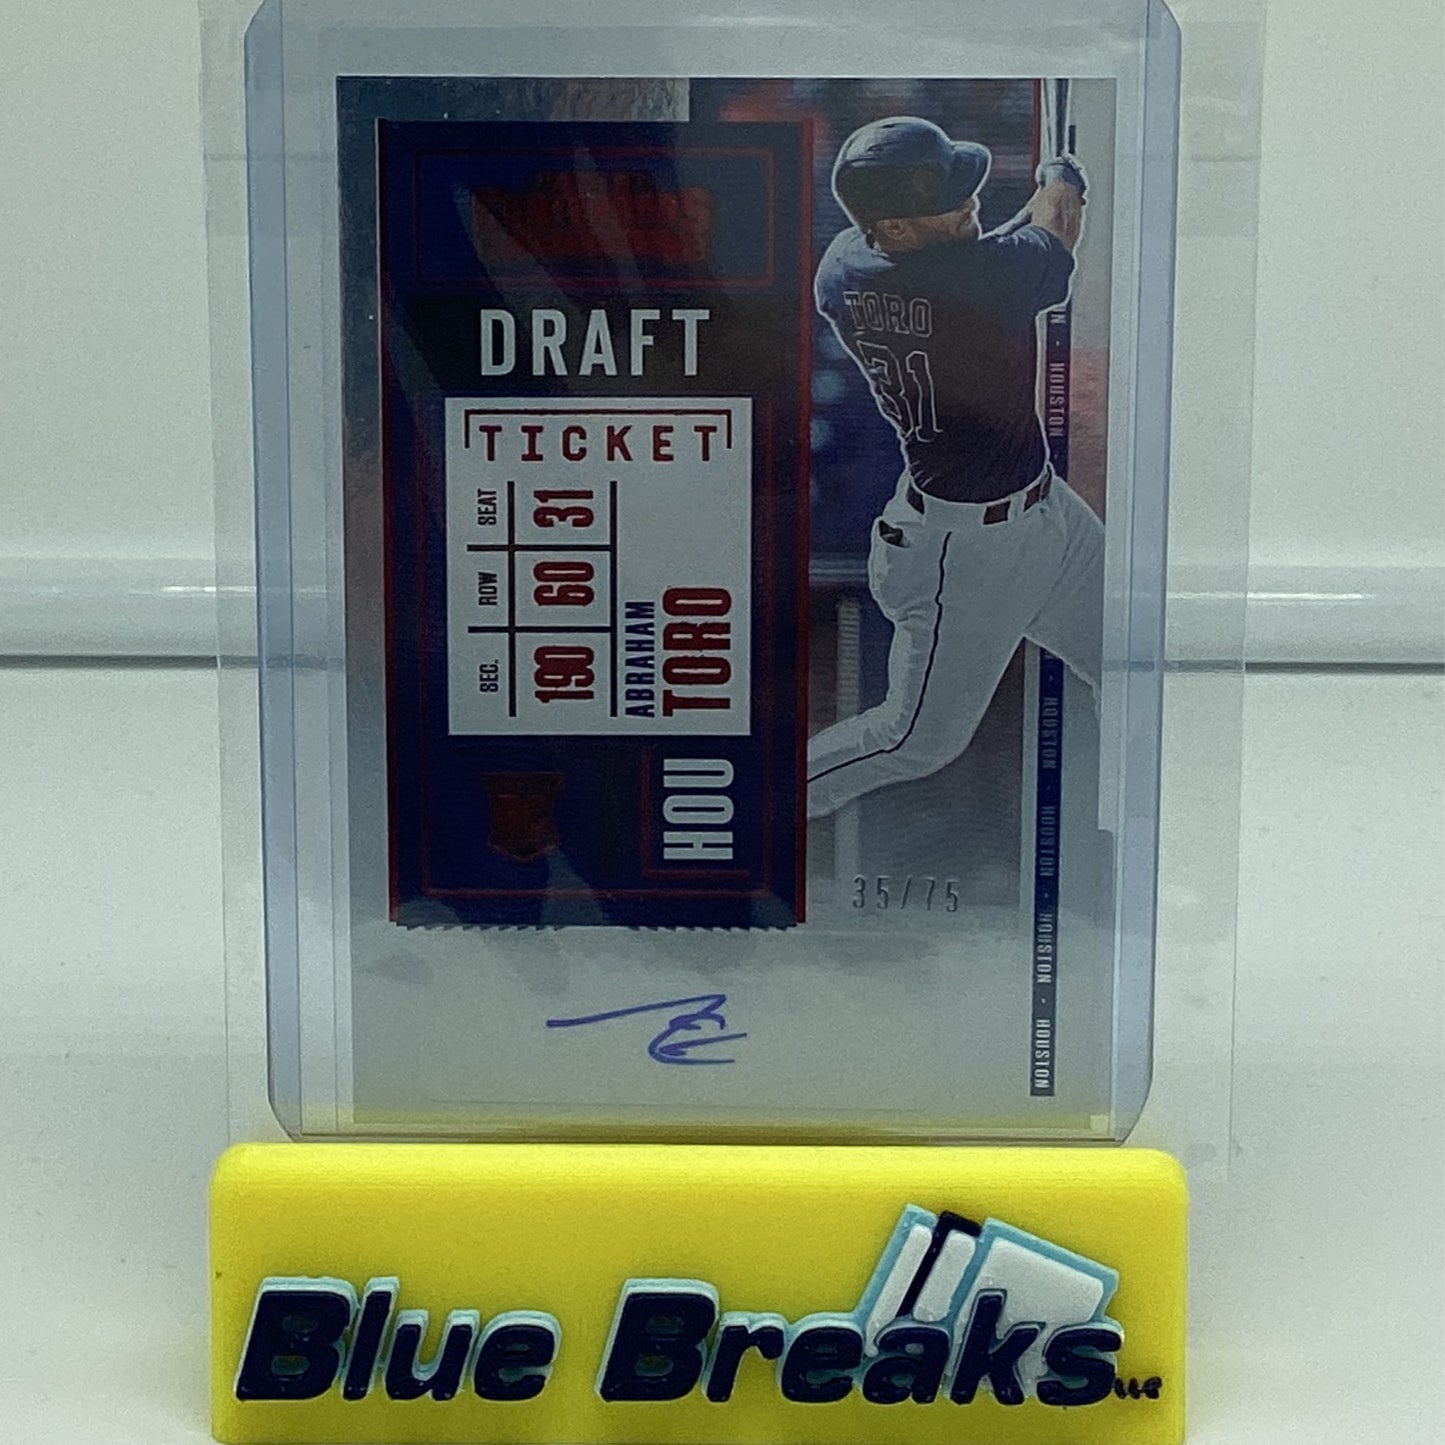 DRAFT
TICKET
SEC. ROW SEAT
190 60 31
ABRAHAM
TORO
HOU
TORO
31
HOUSTON · HOUSTON · HOUSTON · HOUSTON · HOUSTON
35/75
Blue Breaks LLC